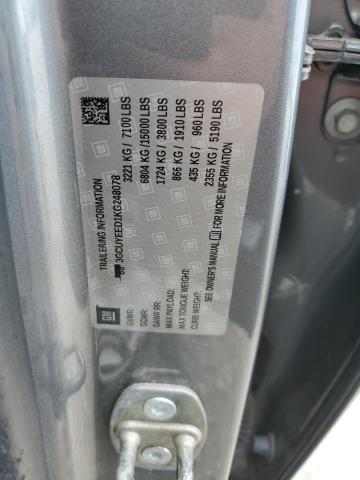 TRAILERING INFORMATION
3GCUYEED1KG248078
GM
GVWR: 3221 KG / 7100 LBS
GCWR: 6804 KG /15000 LBS
GAWR RR: 1724 KG / 3800 LBS
MAX PAYLOAD: 866 KG / 1910 LBS
MAX TONGUE WEIGHT: 435 KG / 960 LBS
CURB WEIGHT: 2355 KG / 5190 LBS
SEE OWNER'S MANUAL FOR MORE INFORMATION